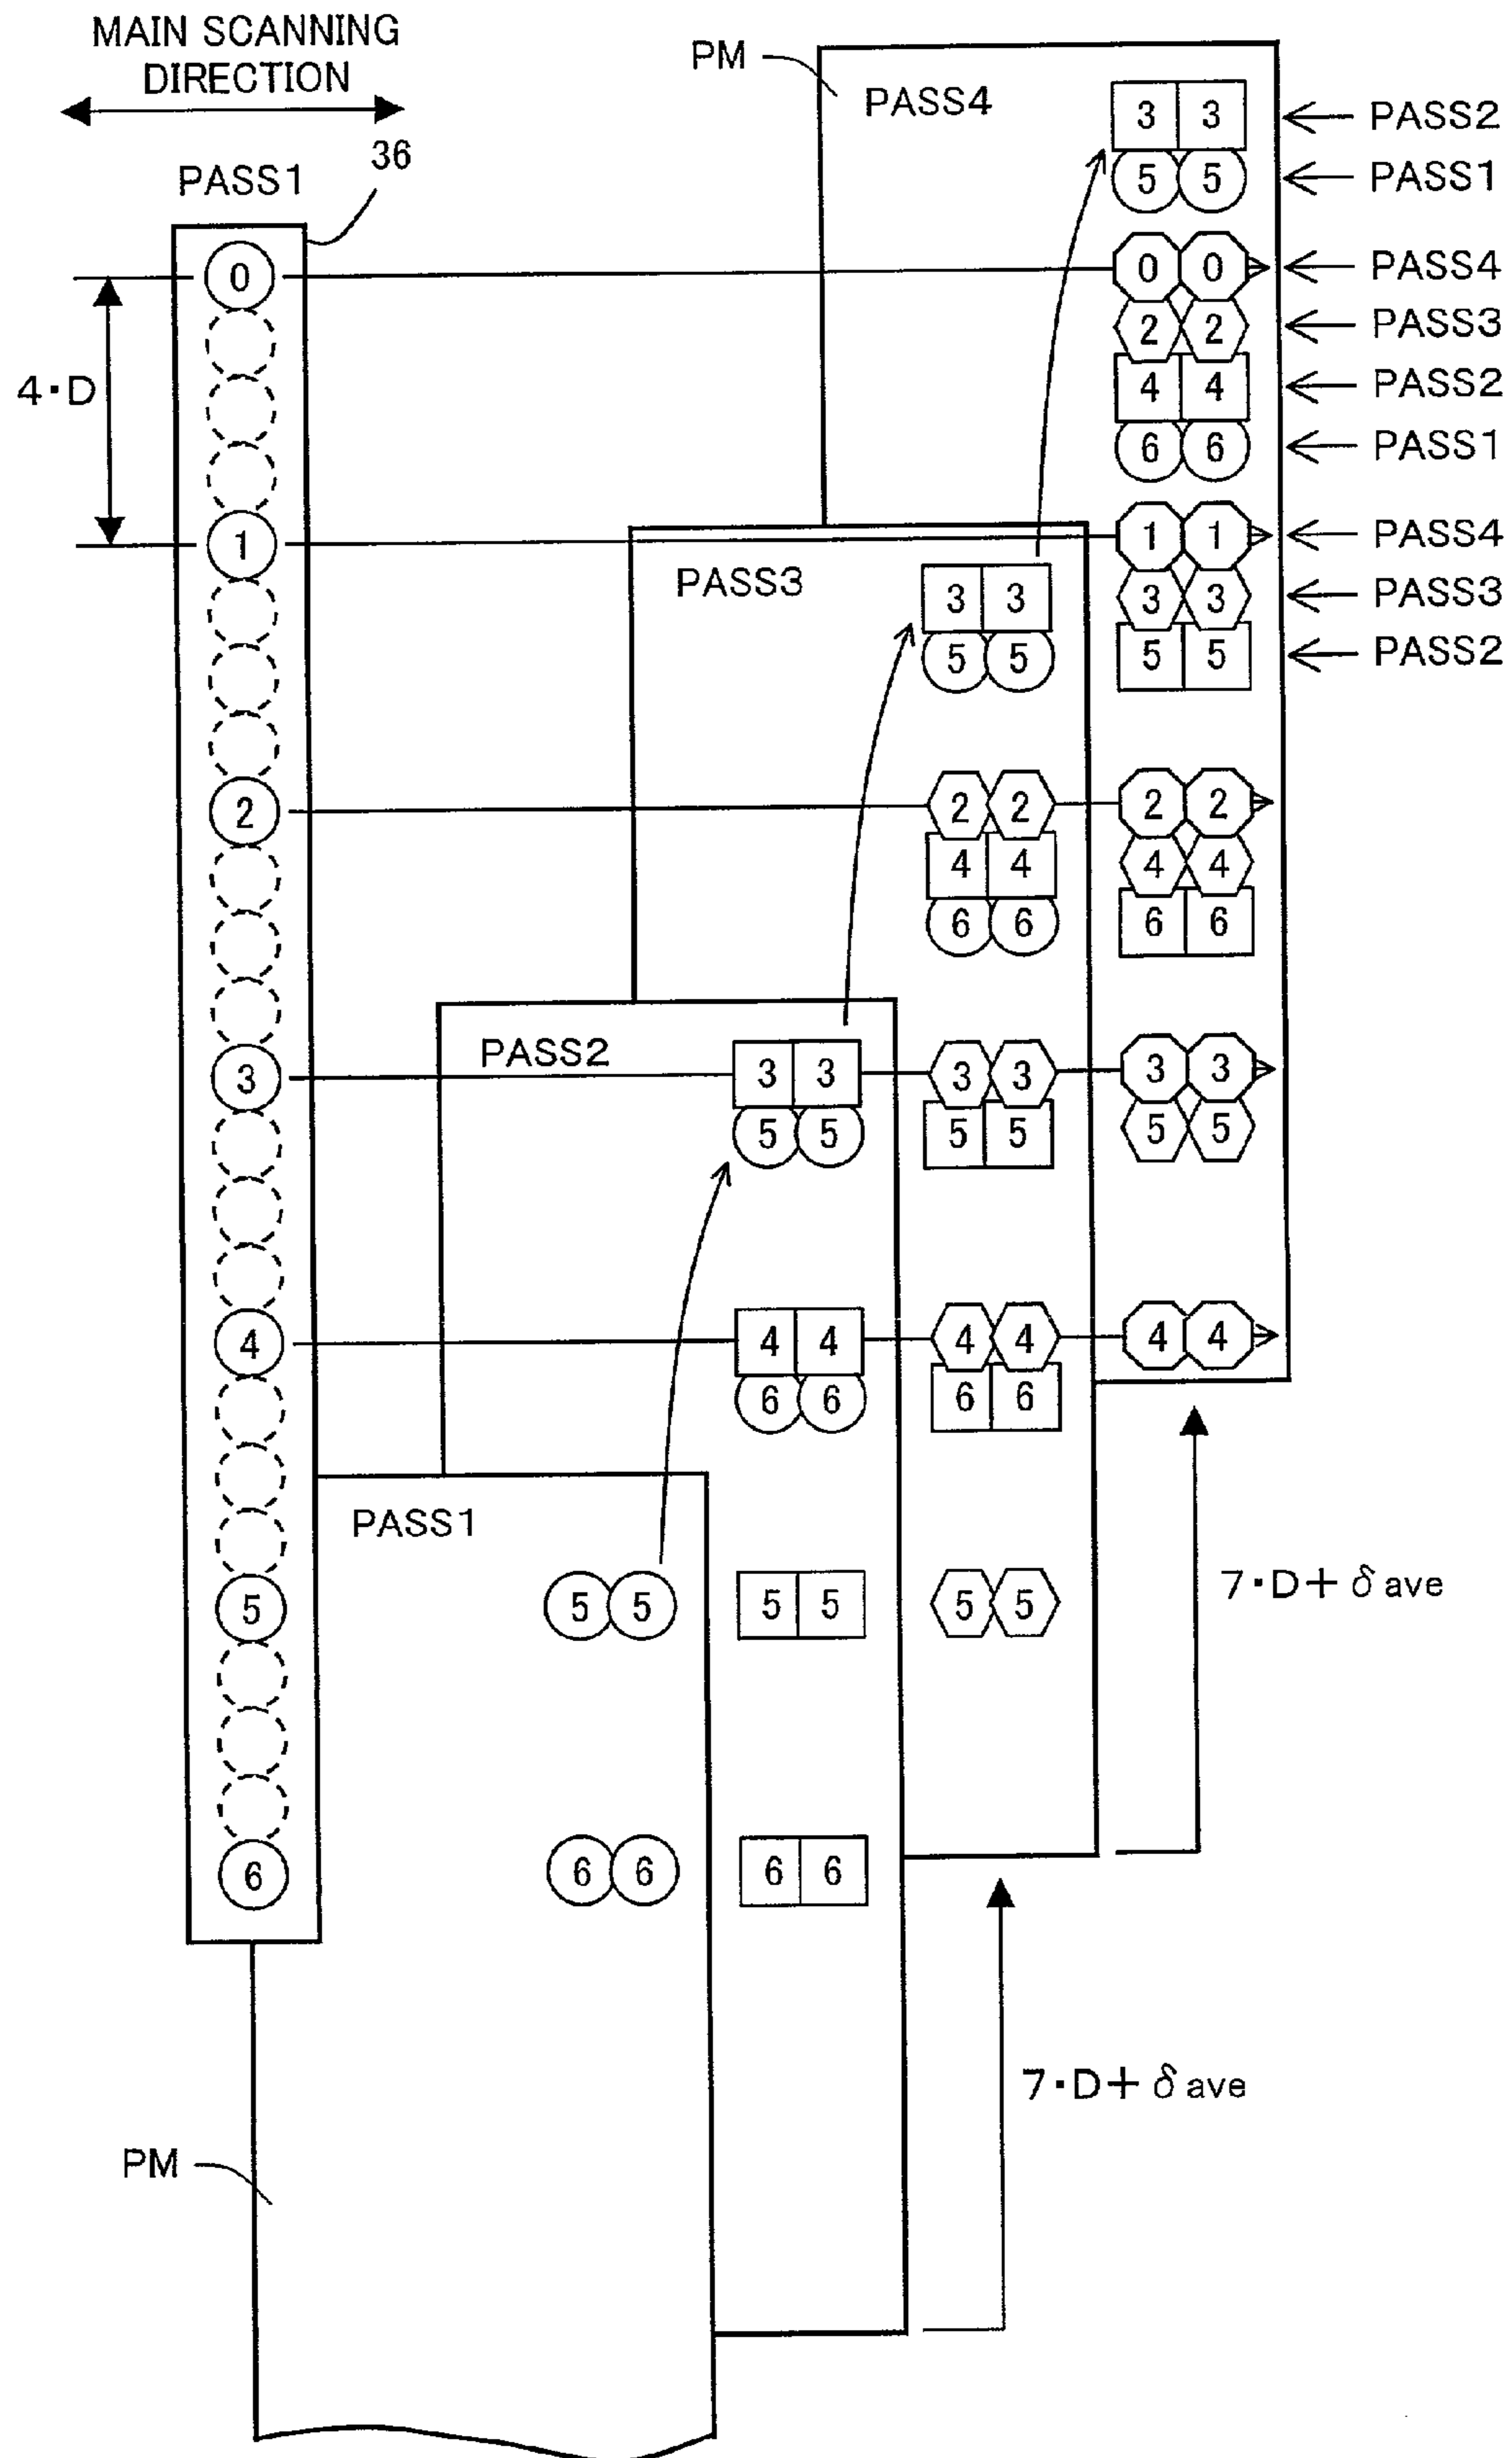 MAIN SCANNING
DIRECTION
PM
PASS4
3 3
PASS2
36
5 5
PASS1
PASS1
0
0 0
PASS4
2 2
PASS3
4·D
4 4
PASS2
6 6
PASS1
1
1 1
PASS4
PASS3
3 3
3 3
PASS3
5 5
5 5
PASS2
2
2 2
2 2
4 4
4 4
6 6
6 6
PASS2
3
3 3
3 3
3 3
5 5
5 5
5 5
4
4 4
4 4
4 4
6 6
6 6
PASS1
5
5 5
5 5
5 5
7·D+ δ ave
6
6 6
6 6
7·D+ δ ave
PM